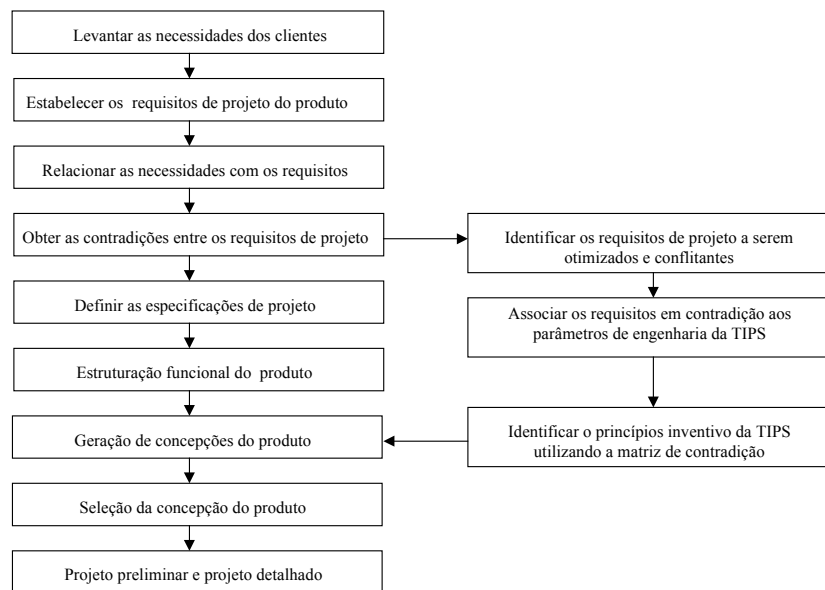 Levantar as necessidades dos clientes
Estabelecer os requisitos de projeto do produto
Relacionar as necessidades com os requisitos
Obter as contradições entre os requisitos de projeto
Identificar os requisitos de projeto a serem
otimizados e conflitantes
Definir as especificações de projeto
Associar os requisitos em contradição aos
parâmetros de engenharia da TIPS
Estruturação funcional do produto
Geração de concepções do produto
Identificar o princípios inventivo da TIPS
utilizando a matriz de contradição
Seleção da concepção do produto
Projeto preliminar e projeto detalhado